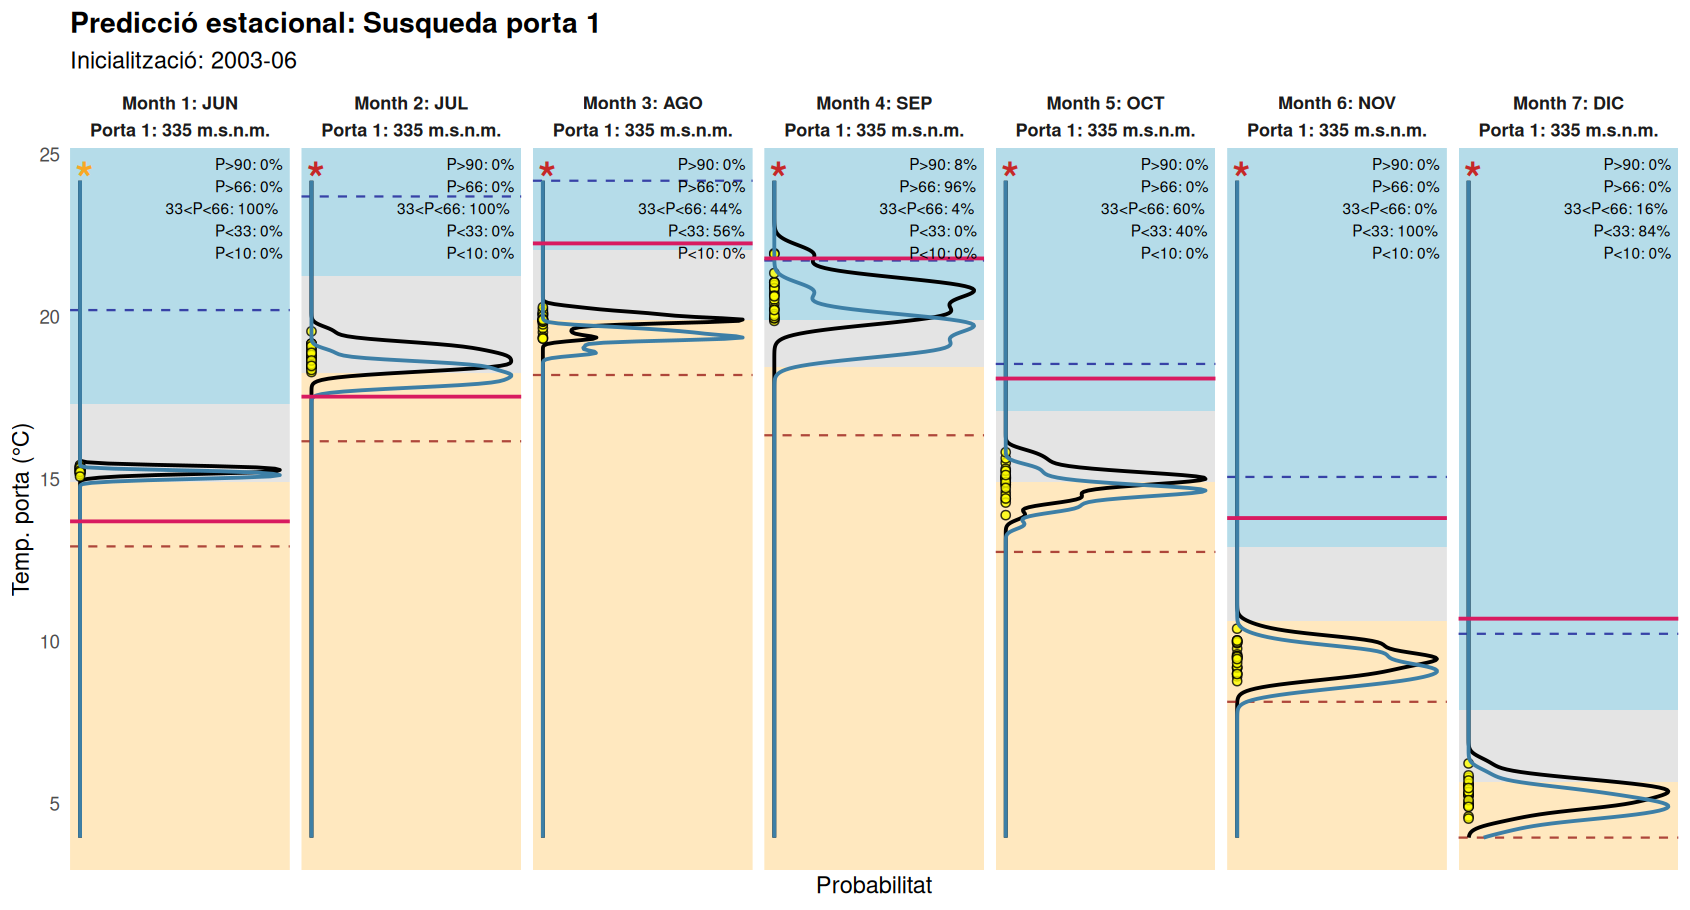 Predicció estacional: Susqueda porta 1
Inicialització: 2003-06
Month 1: JUN
Porta 1: 335 m.s.n.m.
Month 2: JUL
Porta 1: 335 m.s.n.m.
Month 3: AGO
Porta 1: 335 m.s.n.m.
Month 4: SEP
Porta 1: 335 m.s.n.m.
Month 5: OCT
Porta 1: 335 m.s.n.m.
Month 6: NOV
Porta 1: 335 m.s.n.m.
Month 7: DIC
Porta 1: 335 m.s.n.m.
Temp. porta (°C)
25
20
15
10
5
*
P>90: 0%
P>66: 0%
33<P<66: 100%
P<33: 0%
P<10: 0%
*
P>90: 0%
P>66: 0%
33<P<66: 100%
P<33: 0%
P<10: 0%
*
P>90: 0%
P>66: 0%
33<P<66: 44%
P<33: 56%
P<10: 0%
*
P>90: 8%
P>66: 96%
33<P<66: 4%
P<33: 0%
P<10: 0%
*
P>90: 0%
P>66: 0%
33<P<66: 60%
P<33: 40%
P<10: 0%
*
P>90: 0%
P>66: 0%
33<P<66: 0%
P<33: 100%
P<10: 0%
*
P>90: 0%
P>66: 0%
33<P<66: 16%
P<33: 84%
P<10: 0%
Probabilitat